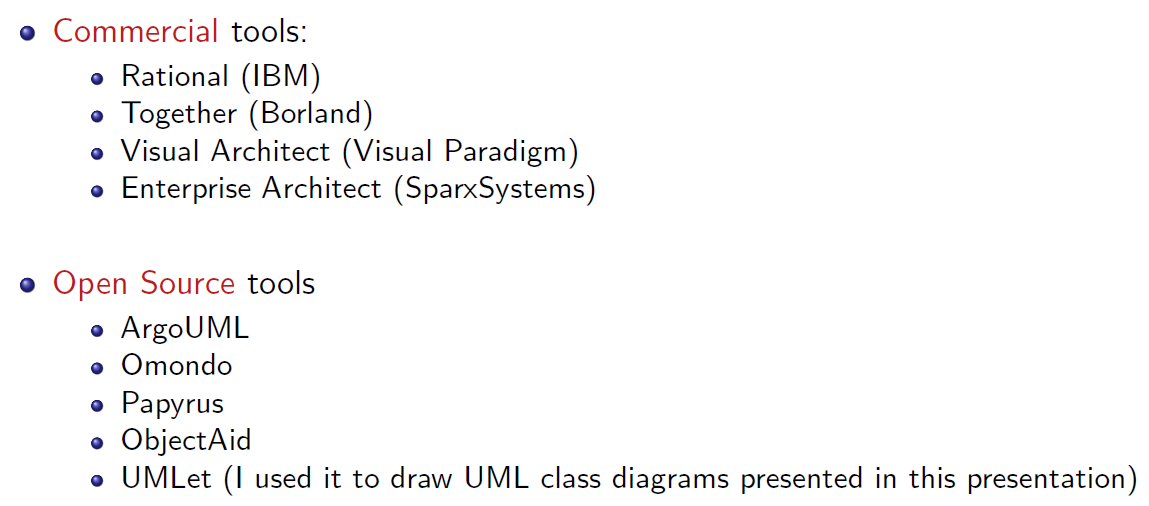 Commercial tools:
Rational (IBM)
Together (Borland)
Visual Architect (Visual Paradigm)
Enterprise Architect (SparxSystems)
Open Source tools
ArgoUML
Omondo
Papyrus
ObjectAid
UMLet (I used it to draw UML class diagrams presented in this presentation)